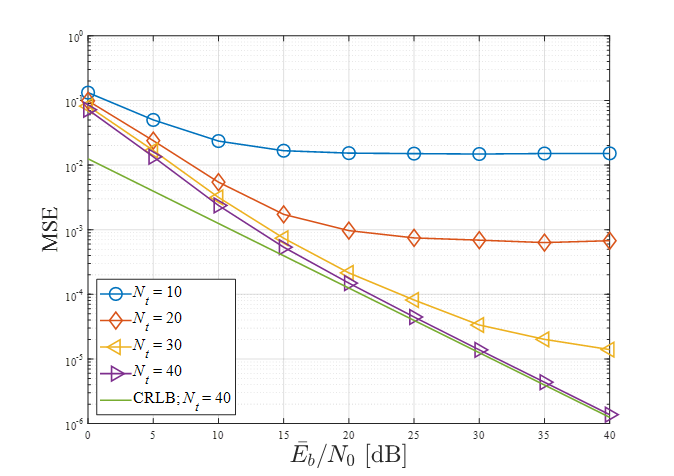 10^0
10^-1
10^-2
10^-3
10^-4
10^-5
10^-6
MSE
N_t = 10
N_t = 20
N_t = 30
N_t = 40
CRLB; N_t = 40
0 5 10 15 20 25 30 35 40
Ē_b/N_0 [dB]